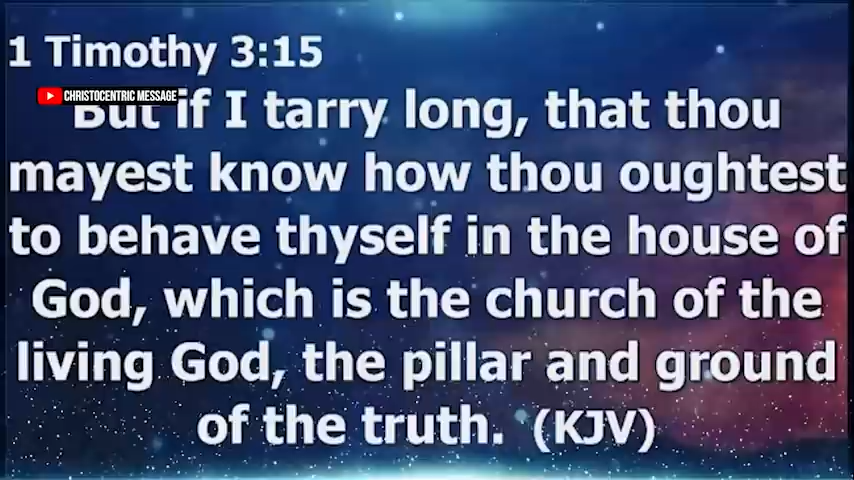 1 Timothy 3:15
CHRISTOCENTRIC MESSAGE
But if I tarry long, that thou
mayest know how thou oughtest
to behave thyself in the house of
God, which is the church of the
living God, the pillar and ground
of the truth. (KJV)